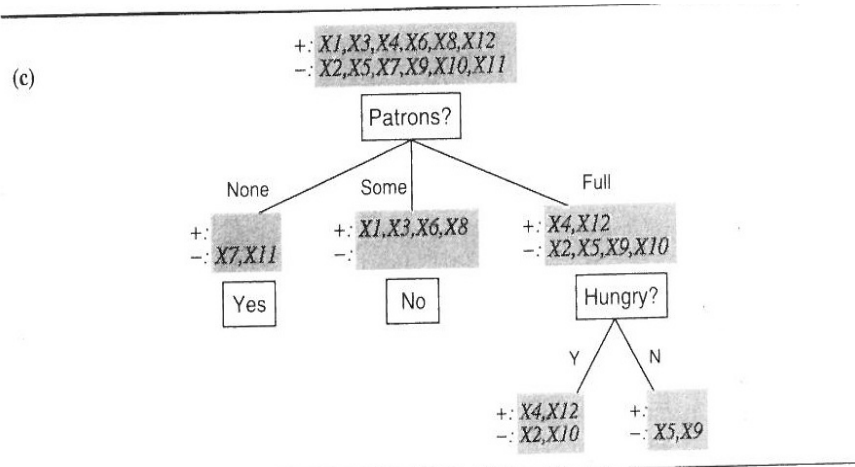 (c)
+: X1,X3,X4,X6,X8,X12
−: X2,X5,X7,X9,X10,X11
Patrons?
None
Some
Full
+:
−: X7,X11
+: X1,X3,X6,X8
−:
+: X4,X12
−: X2,X5,X9,X10
Yes
No
Hungry?
Y
N
+: X4,X12
−: X2,X10
+:
−: X5,X9